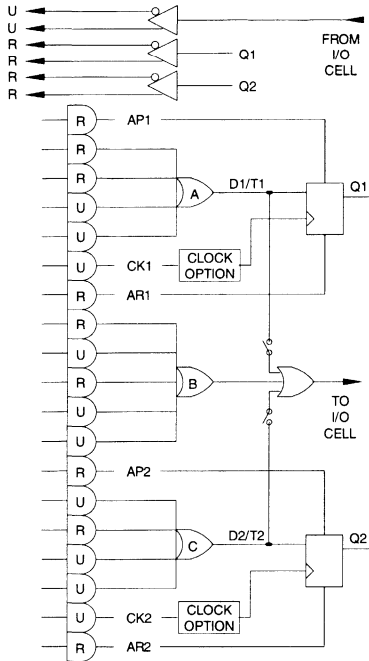 U
U
R
R
R
R
FROM
I/O
CELL
Q1
Q2
R AP1
R
R
U
U
A
D1/T1
Q1
U CK1 CLOCK
OPTION
R AR1
R
U
R
U
U
B
TO
I/O
CELL
R AP2
U
R
U
U
C
D2/T2
Q2
U CK2 CLOCK
OPTION
R AR2